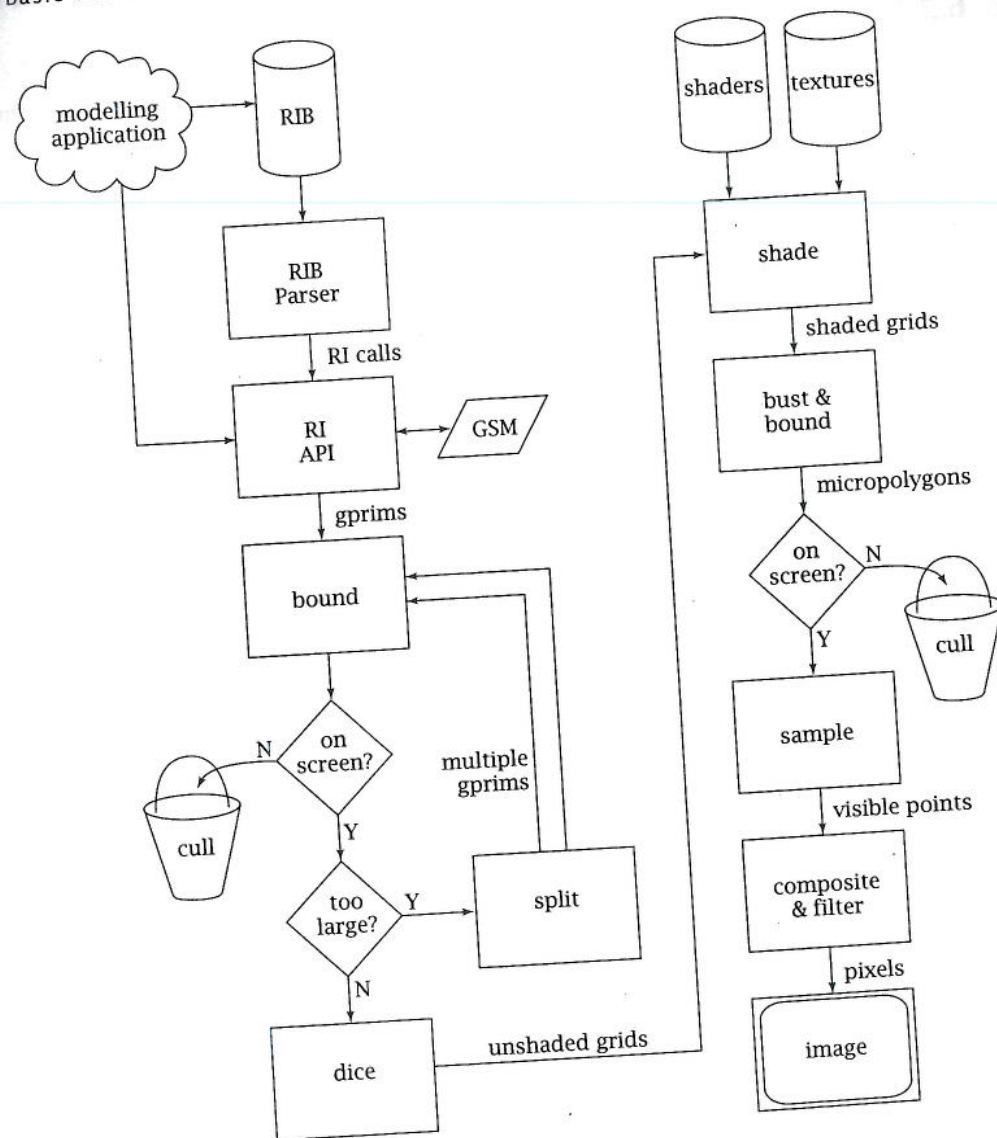 modelling
application
RIB
RIB
Parser
RI calls
RI
API
GSM
gprims
bound
on
screen?
N
cull
Y
too
large?
Y
split
multiple
gprims
N
dice
unshaded grids
shaders
textures
shade
shaded grids
bust &
bound
micropolygons
on
screen?
N
cull
Y
sample
visible points
composite
& filter
pixels
image